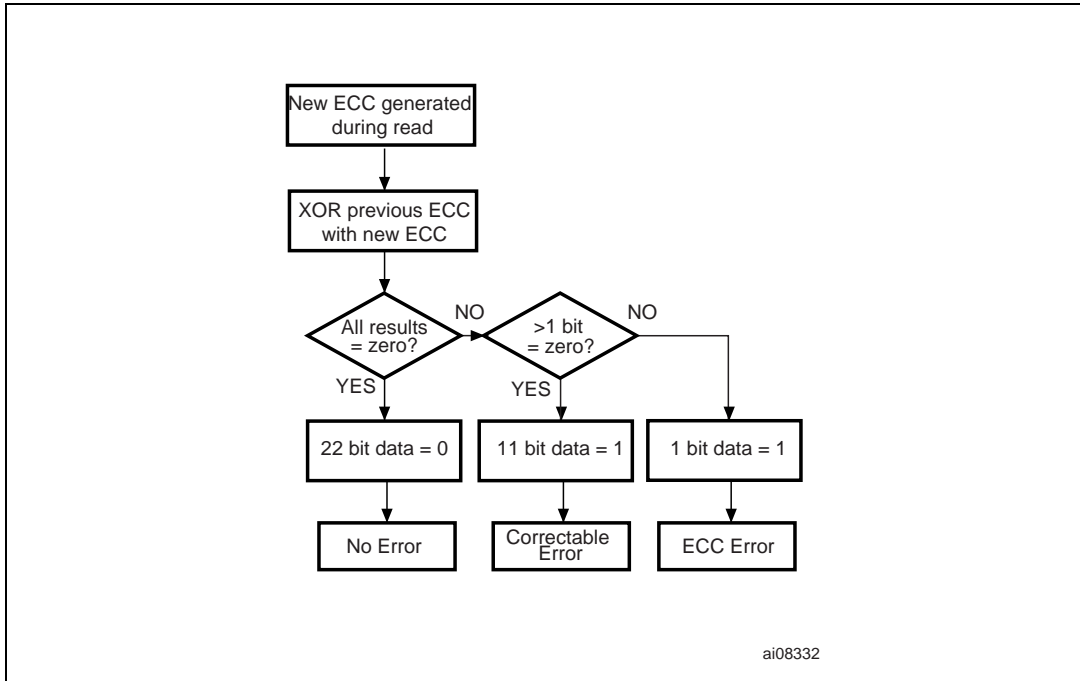 New ECC generated
during read
XOR previous ECC
with new ECC
All results
= zero?
NO
>1 bit
= zero?
NO
YES
YES
22 bit data = 0
11 bit data = 1
1 bit data = 1
No Error
Correctable
Error
ECC Error
ai08332